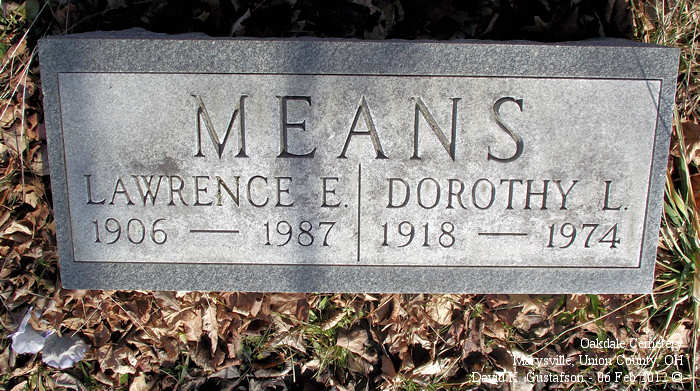 MEANS
LAWRENCE E. DOROTHY L.
1906 — 1987 1918 — 1974
Oakdale Cemetery
Marysville, Union County, OH
David K. Gustafson - 06 Feb 2012 ©